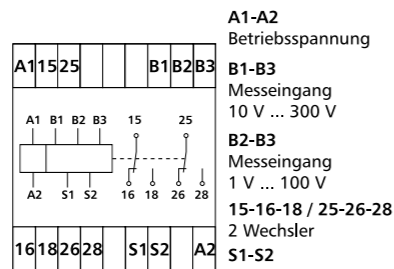 A1 15 25 B1 B2 B3
A1 B1 B2 B3 15 25
A2 S1 S2 16 18 26 28
16 18 26 28 S1 S2 A2
A1-A2
Betriebsspannung
B1-B3
Messeingang
10 V ... 300 V
B2-B3
Messeingang
1 V ... 100 V
15-16-18 / 25-26-28
2 Wechsler
S1-S2